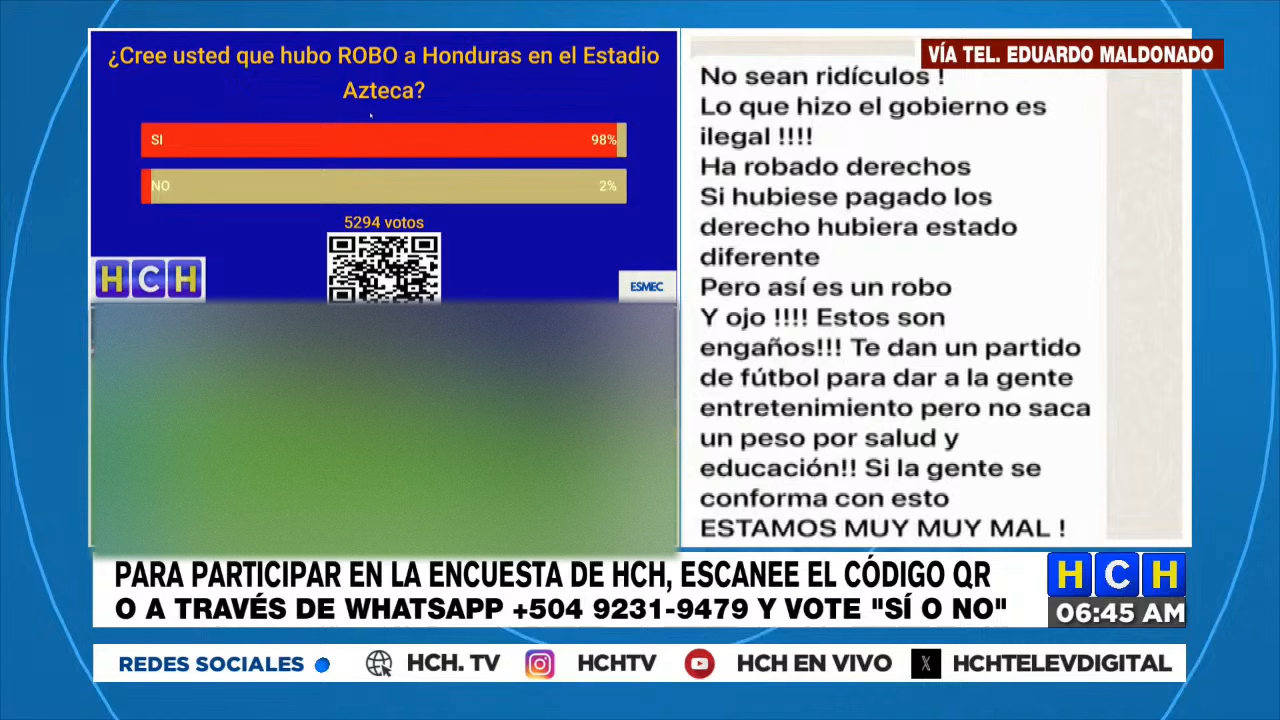 ¿Cree usted que hubo ROBO a Honduras en el Estadio
Azteca?
SI 98%
NO 2%
5294 votos
HCH
ESMEC
VÍA TEL. EDUARDO MALDONADO
No sean ridículos !
Lo que hizo el gobierno es
ilegal !!!!
Ha robado derechos
Si hubiese pagado los
derecho hubiera estado
diferente
Pero así es un robo
Y ojo !!!! Estos son
engaños!!! Te dan un partido
de fútbol para dar a la gente
entretenimiento pero no saca
un peso por salud y
educación!! Si la gente se
conforma con esto
ESTAMOS MUY MUY MAL !
PARA PARTICIPAR EN LA ENCUESTA DE HCH, ESCANEE EL CÓDIGO QR
O A TRAVÉS DE WHATSAPP +504 9231-9479 Y VOTE "SÍ O NO"
HCH
06:45 AM
REDES SOCIALES HCH. TV HCHTV HCH EN VIVO X HCHTELEVDIGITAL